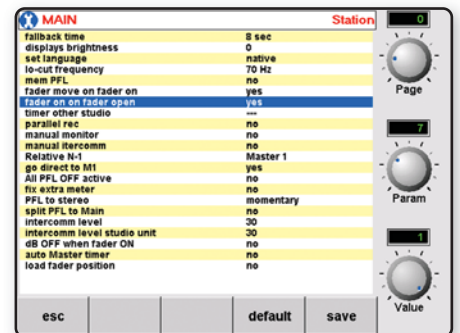 MAIN Station 0
fallback time 8 sec
displays brightness 0
set language native
lo-cut frequency 70 Hz
mem PFL no
fader move on fader on yes
fader on on fader open yes
timer other studio ---
parallel rec no
manual monitor no
manual itercomm no
Relative N-1 Master 1
go direct to M1 yes
All PFL OFF active no
fix extra meter no
PFL to stereo momentary
split PFL to Main no
intercomm level 30
intercomm level studio unit 30
dB OFF when fader ON no
auto Master timer no
load fader position no
esc default save
Page
7
Param
1
Value